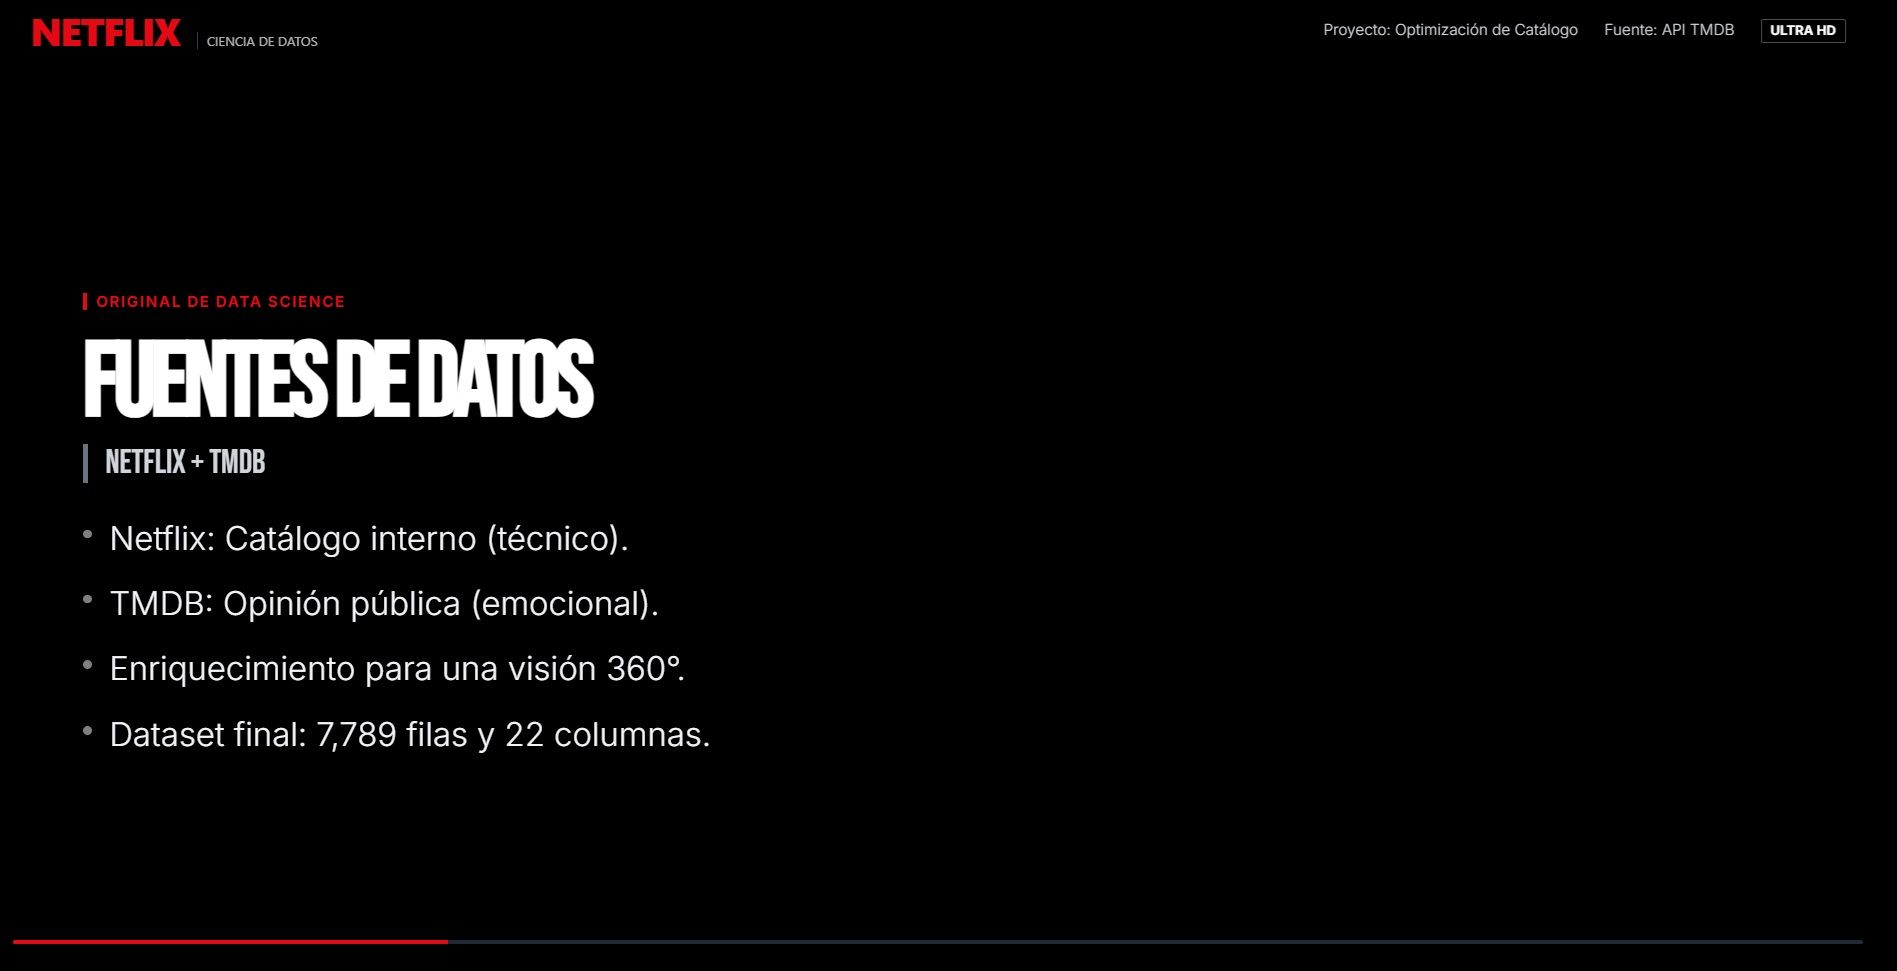 NETFLIX
CIENCIA DE DATOS
Proyecto: Optimización de Catálogo
Fuente: API TMDB
ULTRA HD
ORIGINAL DE DATA SCIENCE
FUENTES DE DATOS
NETFLIX + TMDB
• Netflix: Catálogo interno (técnico).
• TMDB: Opinión pública (emocional).
• Enriquecimiento para una visión 360°.
• Dataset final: 7,789 filas y 22 columnas.